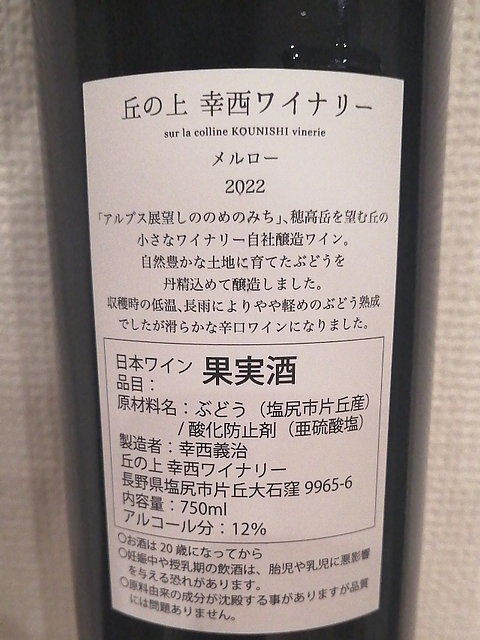 丘の上 幸西ワイナリー
sur la colline KOUNISHI vinerie
メルロー
2022
「アルプス展望しののめのみち」、穂高岳を望む丘の
小さなワイナリー自社醸造ワイン。
自然豊かな土地に育てたぶどうを
丹精込めて醸造しました。
収穫時の低温、長雨によりやや軽めのぶどう熟成
でしたが滑らかな辛口ワインになりました。
日本ワイン 果実酒
品目：
原材料名：ぶどう（塩尻市片丘産）
/ 酸化防止剤（亜硫酸塩）
製造者：幸西義治
丘の上 幸西ワイナリー
長野県塩尻市片丘大石窪 9965-6
内容量：750ml
アルコール分：12%
○お酒は 20 歳になってから
○妊娠中や授乳期の飲酒は、胎児や乳児に悪影響
を与える恐れがあります。
○原料由来の成分が沈殿する事がありますが品質
には問題ありません。